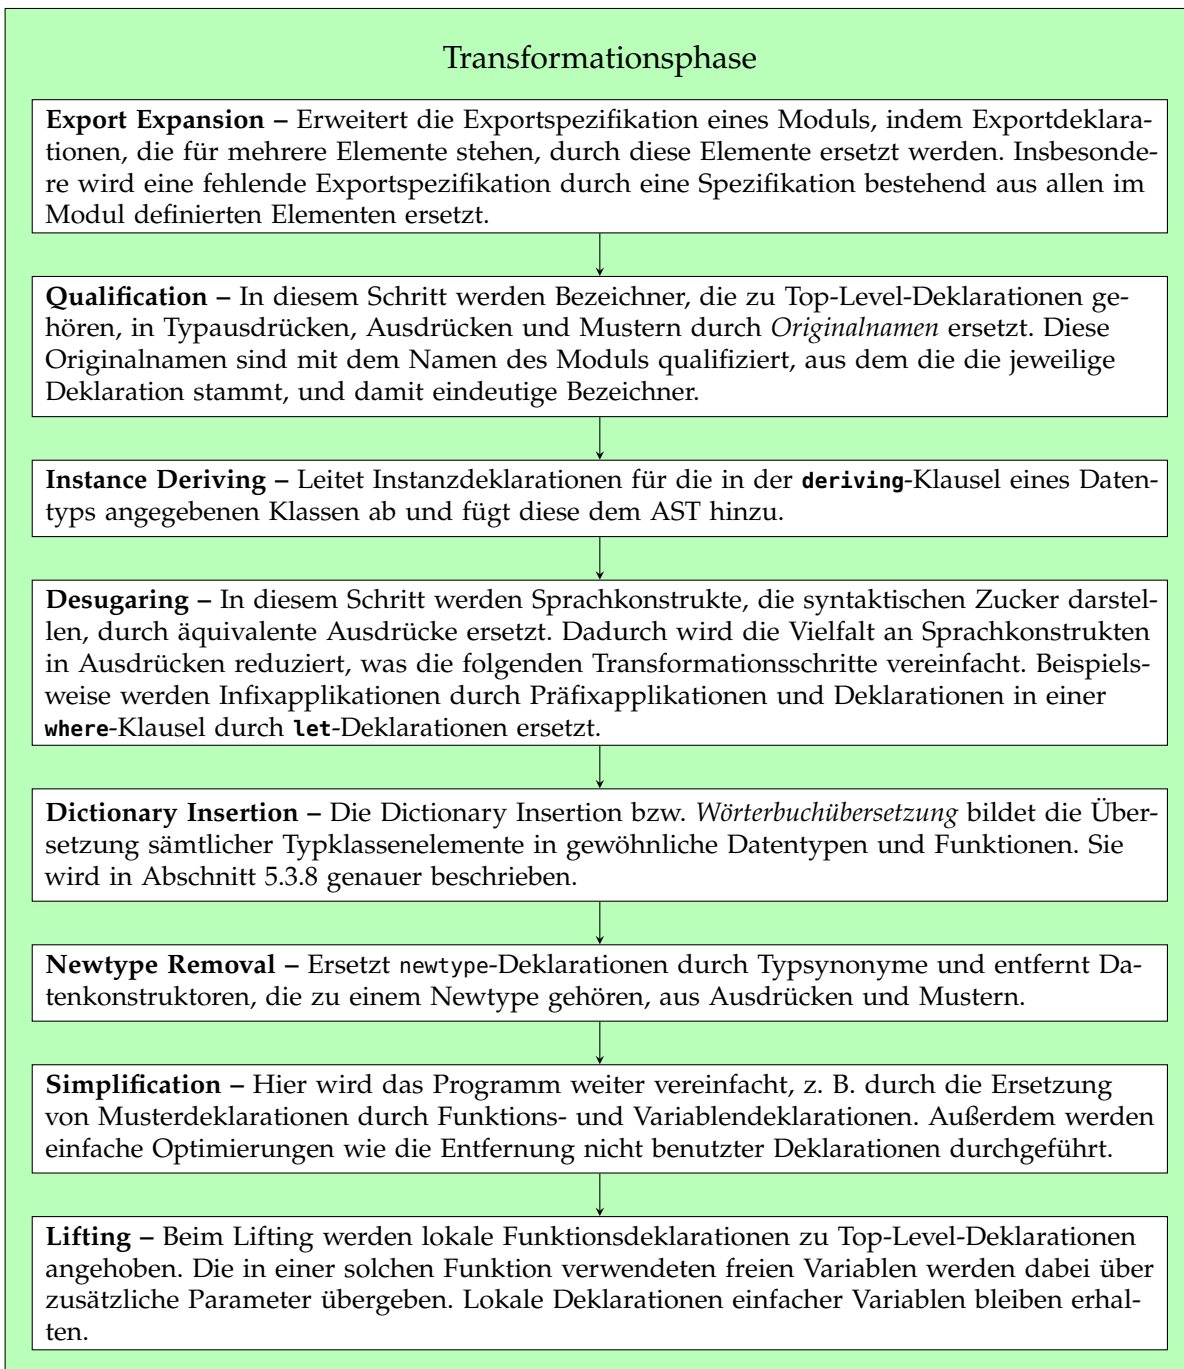 Transformationsphase
Export Expansion – Erweitert die Exportspezifikation eines Moduls, indem Exportdeklara-
tionen, die für mehrere Elemente stehen, durch diese Elemente ersetzt werden. Insbesonde-
re wird eine fehlende Exportspezifikation durch eine Spezifikation bestehend aus allen im
Modul definierten Elementen ersetzt.
Qualification – In diesem Schritt werden Bezeichner, die zu Top-Level-Deklarationen ge-
hören, in Typausdrücken, Ausdrücken und Mustern durch Originalnamen ersetzt. Diese
Originalnamen sind mit dem Namen des Moduls qualifiziert, aus dem die die jeweilige
Deklaration stammt, und damit eindeutige Bezeichner.
Instance Deriving – Leitet Instanzdeklarationen für die in der deriving-Klausel eines Daten-
typs angegebenen Klassen ab und fügt diese dem AST hinzu.
Desugaring – In diesem Schritt werden Sprachkonstrukte, die syntaktischen Zucker darstel-
len, durch äquivalente Ausdrücke ersetzt. Dadurch wird die Vielfalt an Sprachkonstrukten
in Ausdrücken reduziert, was die folgenden Transformationsschritte vereinfacht. Beispiels-
weise werden Infixapplikationen durch Präfixapplikationen und Deklarationen in einer
where-Klausel durch let-Deklarationen ersetzt.
Dictionary Insertion – Die Dictionary Insertion bzw. Wörterbuchübersetzung bildet die Über-
setzung sämtlicher Typklassenelemente in gewöhnliche Datentypen und Funktionen. Sie
wird in Abschnitt 5.3.8 genauer beschrieben.
Newtype Removal – Ersetzt newtype-Deklarationen durch Typsynonyme und entfernt Da-
tenkonstruktoren, die zu einem Newtype gehören, aus Ausdrücken und Mustern.
Simplification – Hier wird das Programm weiter vereinfacht, z. B. durch die Ersetzung
von Musterdeklarationen durch Funktions- und Variablendeklarationen. Außerdem werden
einfache Optimierungen wie die Entfernung nicht benutzter Deklarationen durchgeführt.
Lifting – Beim Lifting werden lokale Funktionsdeklarationen zu Top-Level-Deklarationen
angehoben. Die in einer solchen Funktion verwendeten freien Variablen werden dabei über
zusätzliche Parameter übergeben. Lokale Deklarationen einfacher Variablen bleiben erhal-
ten.